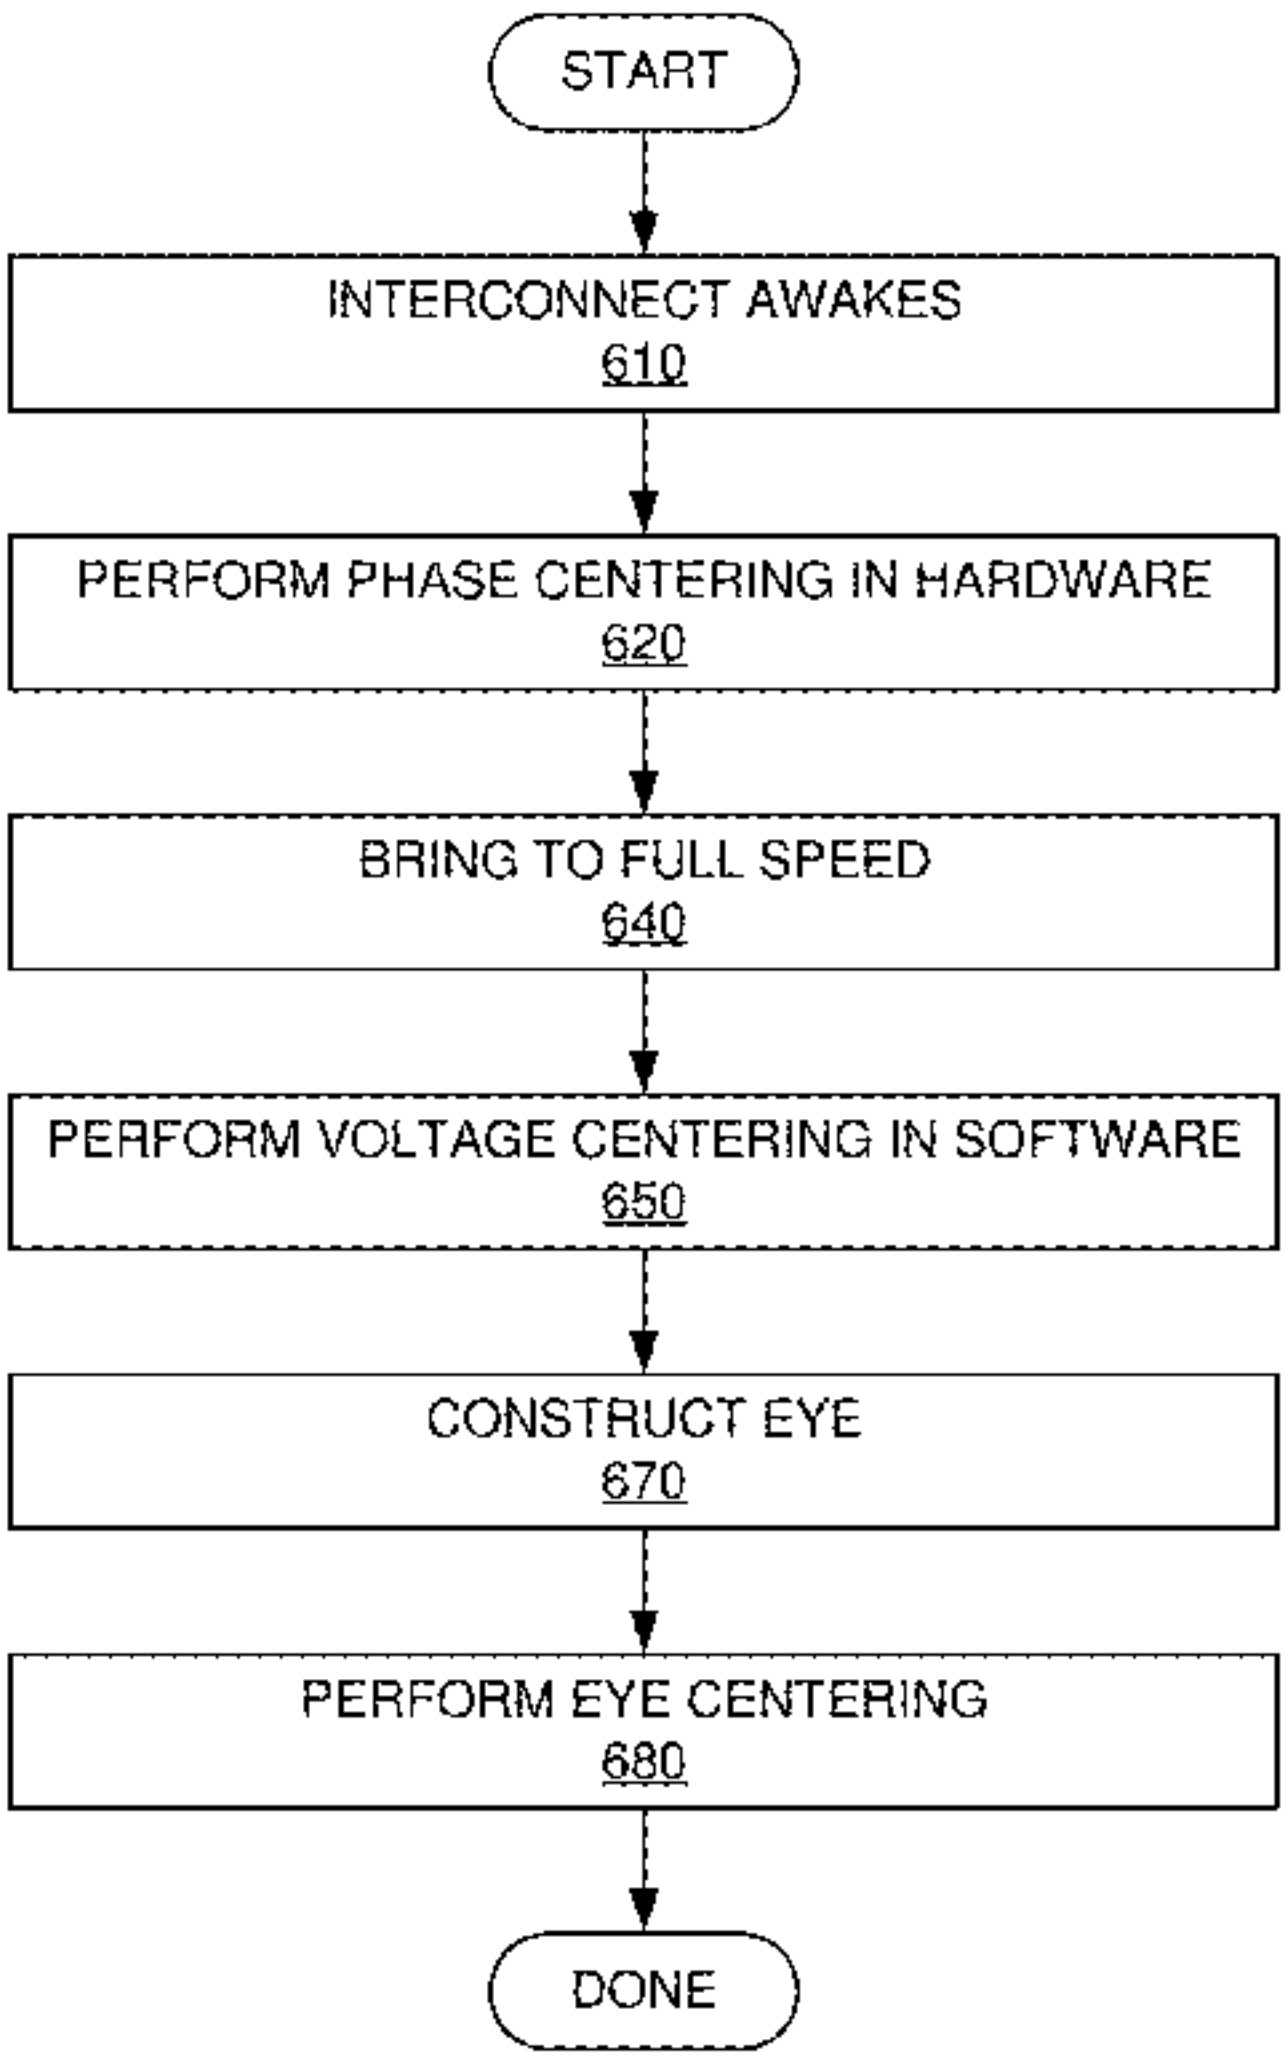 START
INTERCONNECT AWAKES
610
PERFORM PHASE CENTERING IN HARDWARE
620
BRING TO FULL SPEED
640
PERFORM VOLTAGE CENTERING IN SOFTWARE
650
CONSTRUCT EYE
670
PERFORM EYE CENTERING
680
DONE